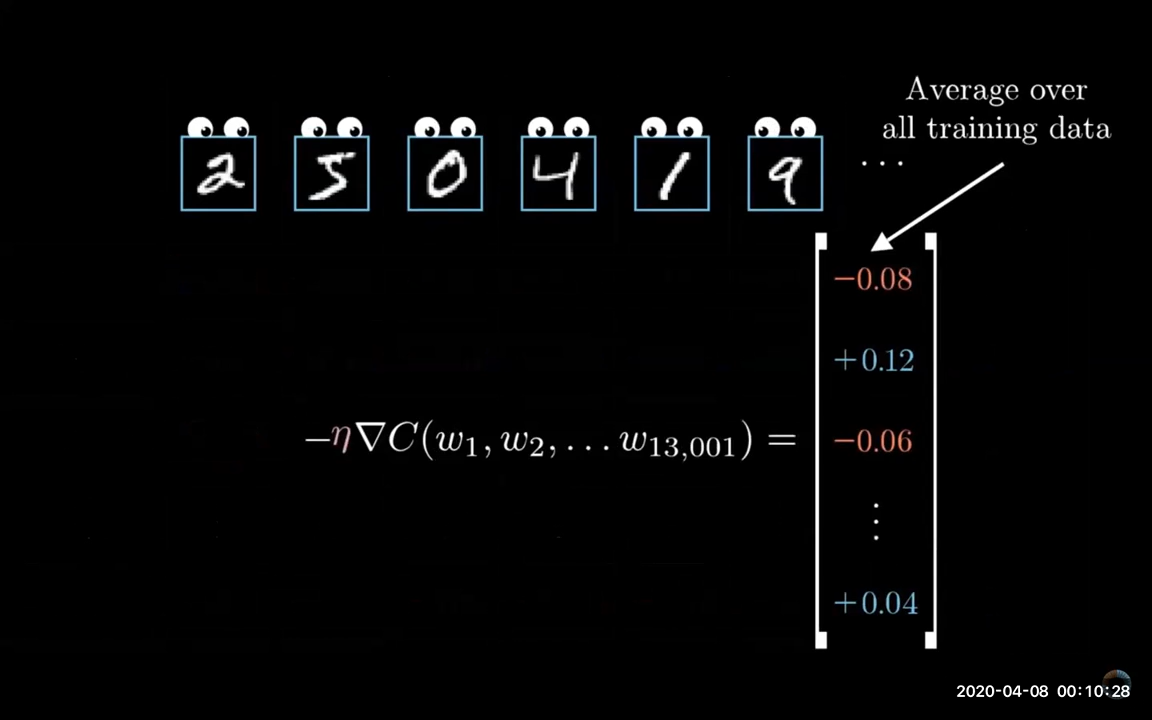 Average over
all training data
2 5 0 4 1 9 ...
−0.08
+0.12
−η∇C(w₁, w₂, ... w₁₃,₀₀₁) =
−0.06
⋮
+0.04
2020-04-08 00:10:28